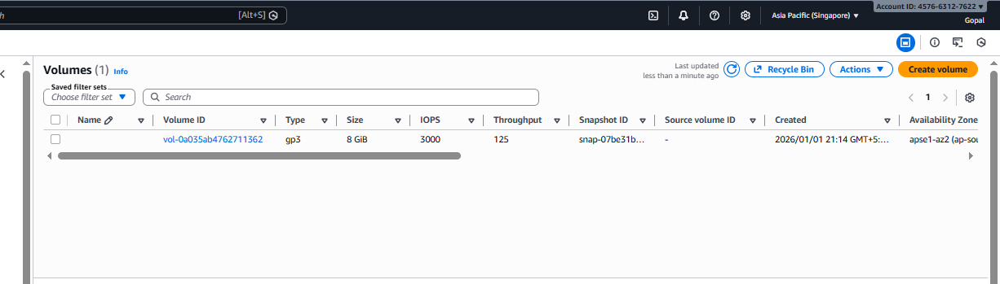 h [Alt+S] Asia Pacific (Singapore) Account ID: 4576-6312-7622
Gopal
Volumes (1) Info
Last updated
less than a minute ago
Recycle Bin
Actions
Create volume
Saved filter sets
Choose filter set
Search
1
Name Volume ID Type Size IOPS Throughput Snapshot ID Source volume ID Created Availability Zone
vol-0a035ab4762711362 gp3 8 GiB 3000 125 snap-07be31b... - 2026/01/01 21:14 GMT+5:... apse1-az2 (ap-sou